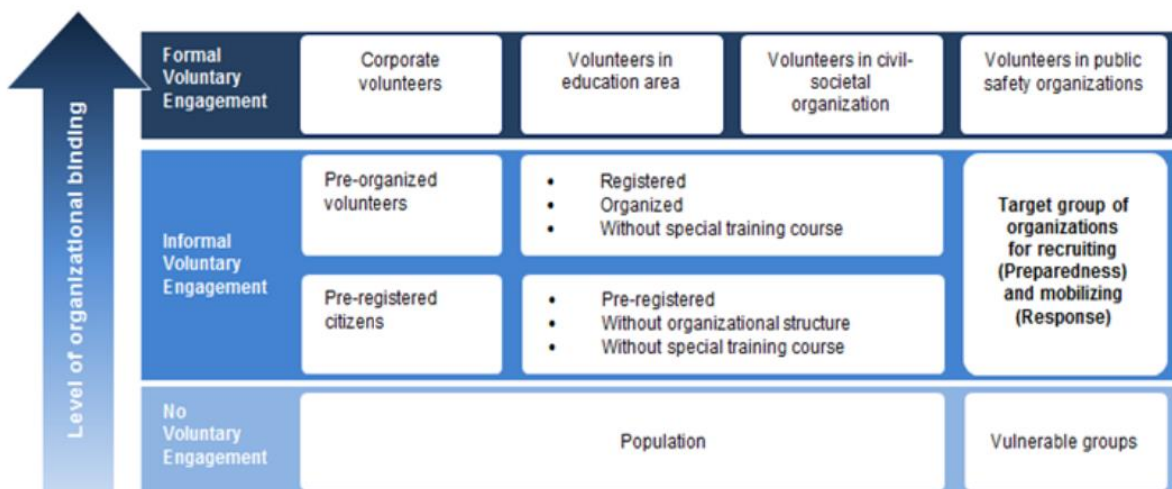 Level of organizational binding
Formal
Voluntary
Engagement
Corporate
volunteers
Volunteers in
education area
Volunteers in civil-
societal
organization
Volunteers in public
safety organizations
Informal
Voluntary
Engagement
Pre-organized
volunteers
• Registered
• Organized
• Without special training course
Pre-registered
citizens
• Pre-registered
• Without organizational structure
• Without special training course
Target group of
organizations
for recruiting
(Preparedness)
and mobilizing
(Response)
No
Voluntary
Engagement
Population
Vulnerable groups